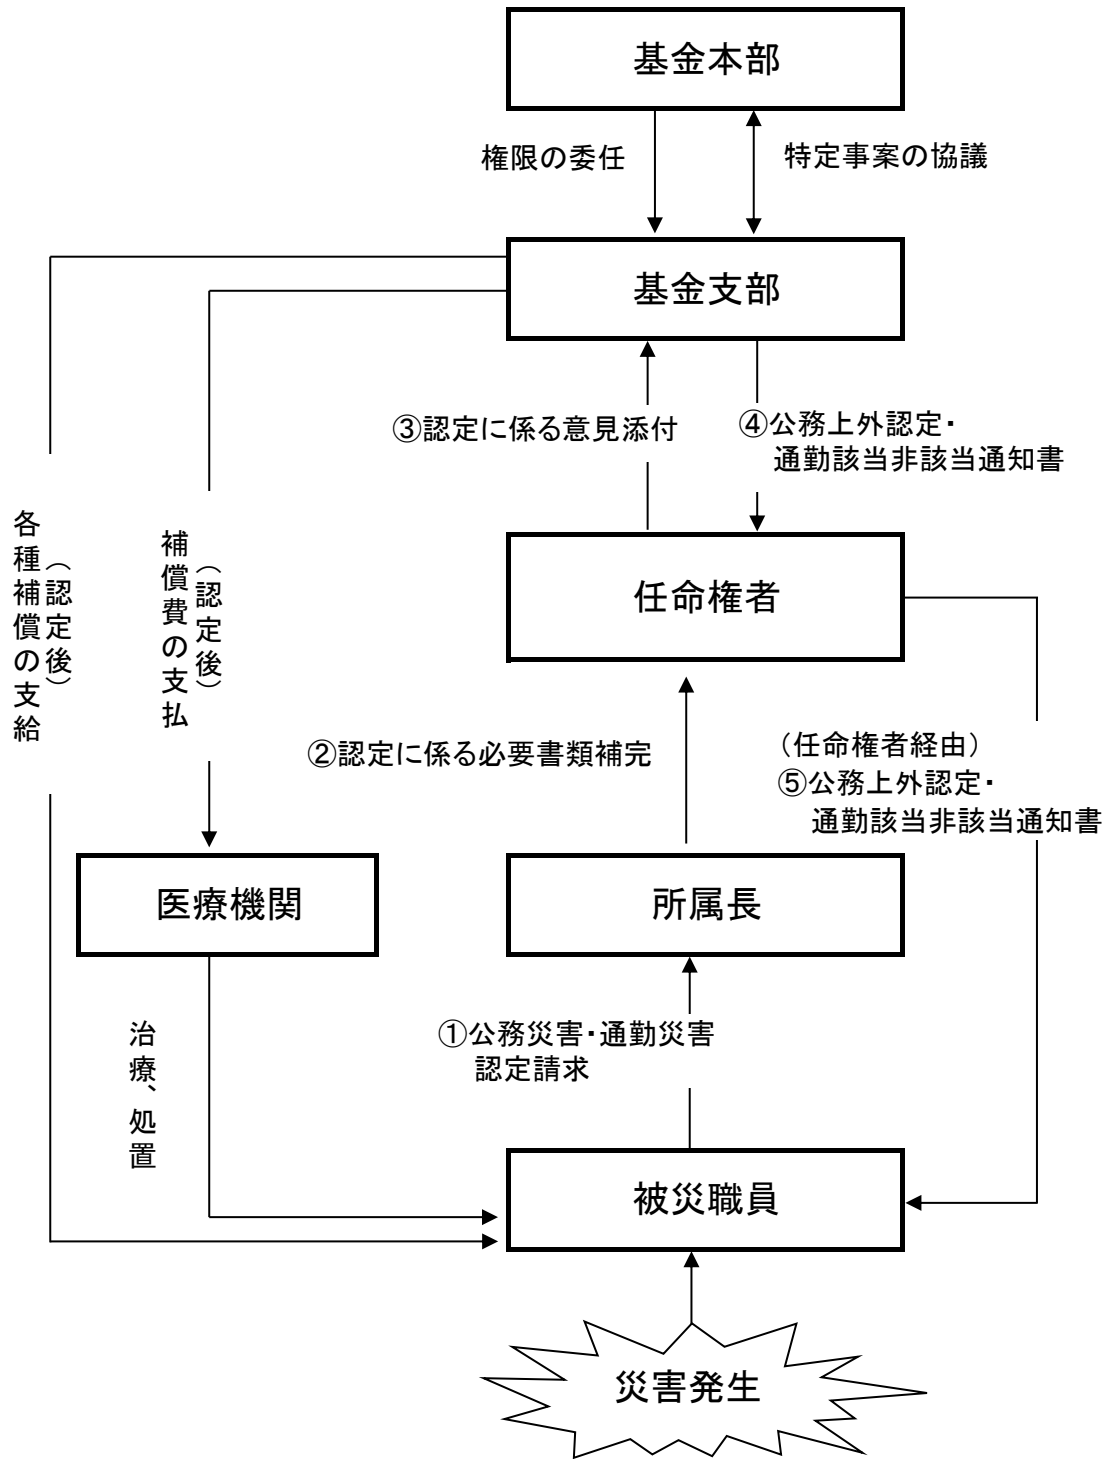 基金本部
権限の委任
特定事案の協議
基金支部
③認定に係る意見添付
④公務上外認定・
通勤該当非該当通知書
各種補償の支給
（認定後）
補償費の支払
（認定後）
任命権者
②認定に係る必要書類補完
（任命権者経由）
⑤公務上外認定・
通勤該当非該当通知書
医療機関
所属長
治療、処置
①公務災害・通勤災害
認定請求
被災職員
災害発生